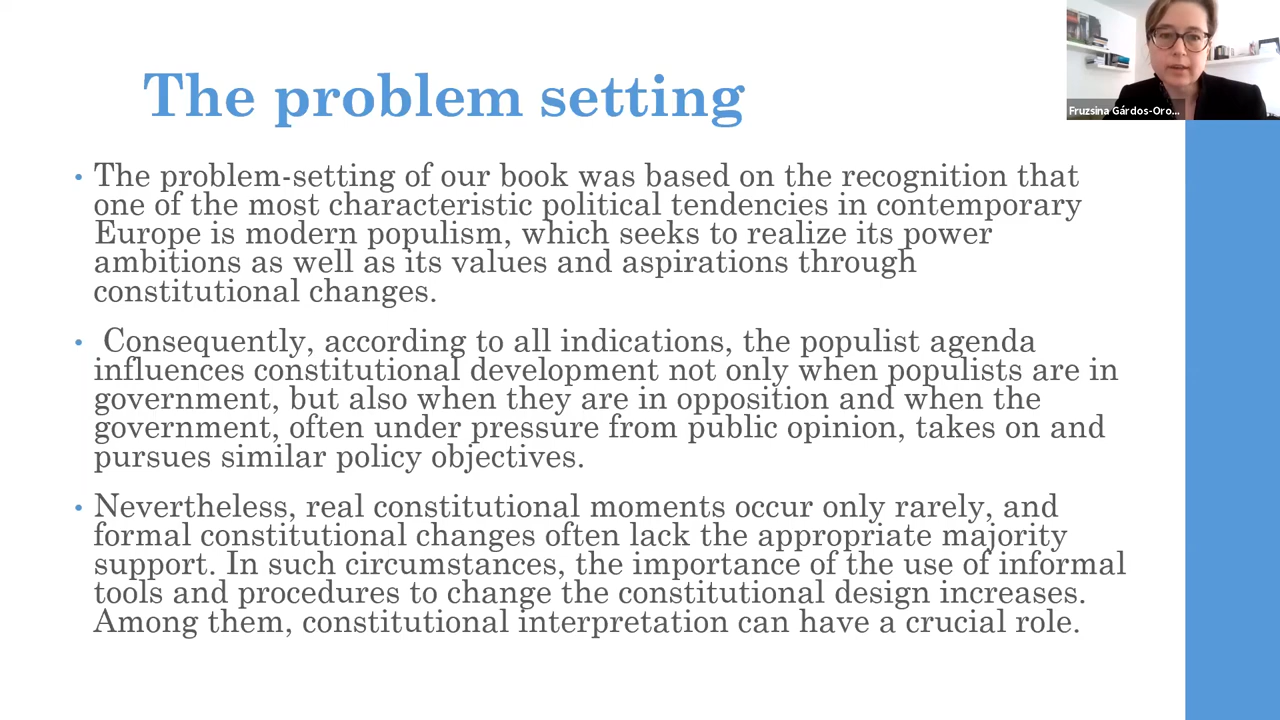 The problem setting
Fruzsina Gárdos-Oro...
• The problem-setting of our book was based on the recognition that
one of the most characteristic political tendencies in contemporary
Europe is modern populism, which seeks to realize its power
ambitions as well as its values and aspirations through
constitutional changes.
• Consequently, according to all indications, the populist agenda
influences constitutional development not only when populists are in
government, but also when they are in opposition and when the
government, often under pressure from public opinion, takes on and
pursues similar policy objectives.
• Nevertheless, real constitutional moments occur only rarely, and
formal constitutional changes often lack the appropriate majority
support. In such circumstances, the importance of the use of informal
tools and procedures to change the constitutional design increases.
Among them, constitutional interpretation can have a crucial role.